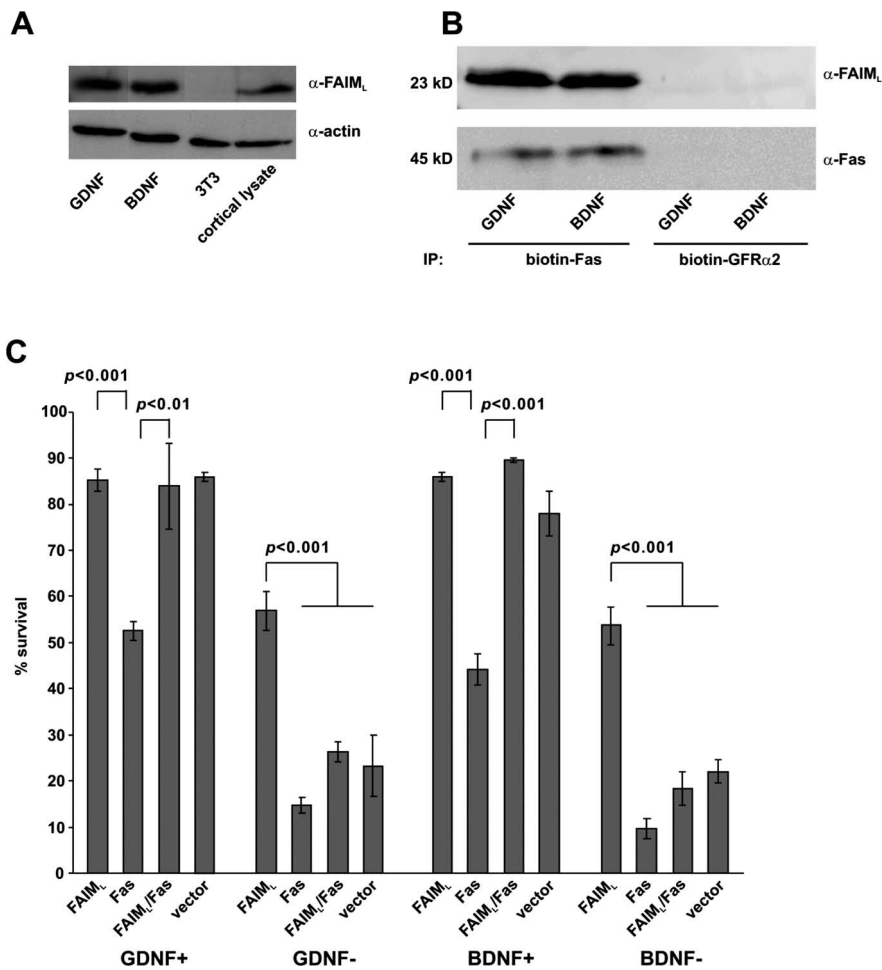 A
α-FAIML
α-actin
GDNF
BDNF
3T3
cortical lysate
B
23 kD
α-FAIML
45 kD
α-Fas
GDNF
BDNF
GDNF
BDNF
IP:
biotin-Fas
biotin-GFRα2
C
p<0.001
p<0.01
p<0.001
p<0.001
p<0.001
p<0.001
% survival
100
90
80
70
60
50
40
30
20
10
0
FAIML
Fas
FAIML/Fas
vector
FAIML
Fas
FAIML/Fas
vector
FAIML
Fas
FAIML/Fas
vector
FAIML
Fas
FAIML/Fas
vector
GDNF+
GDNF-
BDNF+
BDNF-